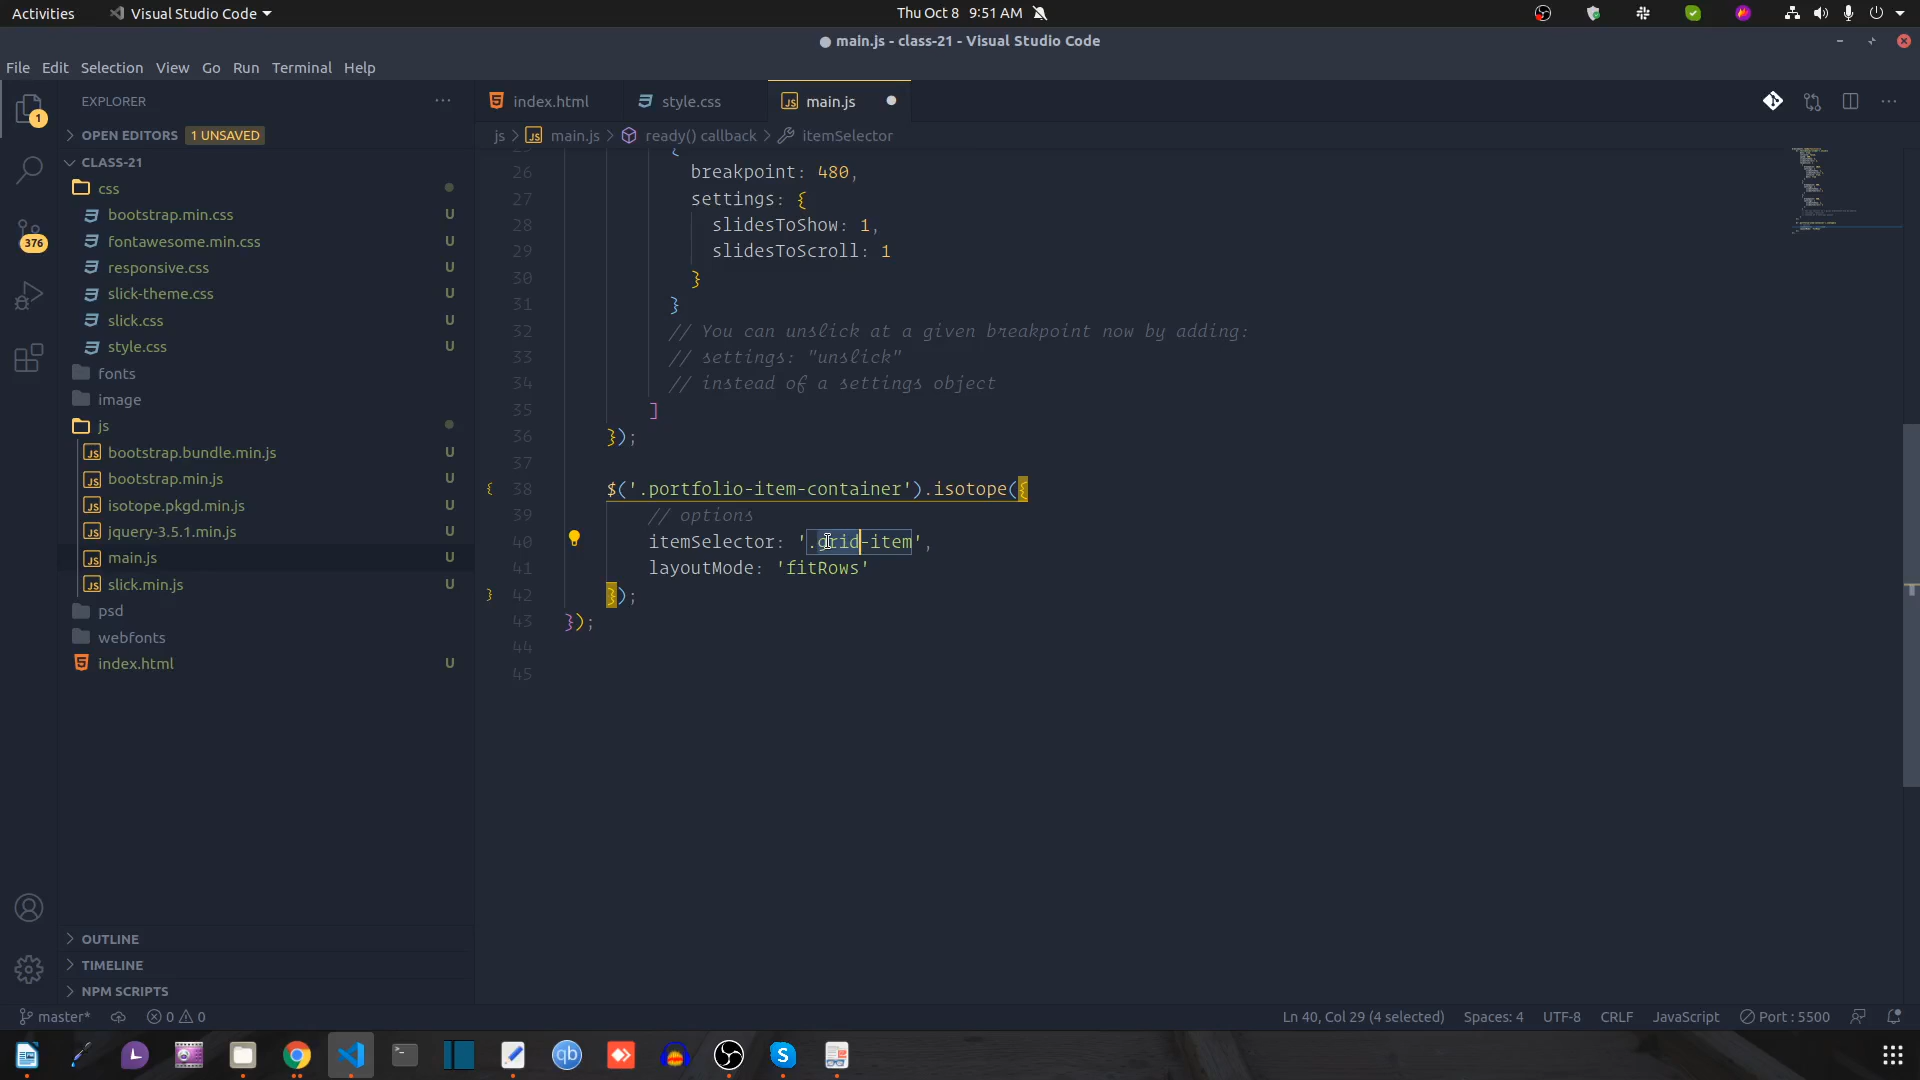 Activities
Visual Studio Code
Thu Oct 8 9:51 AM
main.js - class-21 - Visual Studio Code
File Edit Selection View Go Run Terminal Help
EXPLORER
OPEN EDITORS 1 UNSAVED
CLASS-21
css
bootstrap.min.css U
fontawesome.min.css U
responsive.css U
slick-theme.css U
slick.css U
style.css U
fonts
image
js
bootstrap.bundle.min.js U
bootstrap.min.js U
isotope.pkgd.min.js U
jquery-3.5.1.min.js U
main.js U
slick.min.js U
psd
webfonts
index.html U
OUTLINE
TIMELINE
NPM SCRIPTS
1
376
index.html style.css main.js
js > main.js > ready() callback > itemSelector
26 breakpoint: 480,
27 settings: {
28 slidesToShow: 1,
29 slidesToScroll: 1
30 }
31 }
32 // You can unslick at a given breakpoint now by adding:
33 // settings: "unslick"
34 // instead of a settings object
35 ]
36 });
37
38 $('.portfolio-item-container').isotope({
39 // options
40 itemSelector: '.grid-item',
41 layoutMode: 'fitRows'
42 });
43 });
44
45
master* 0 0
Ln 40, Col 29 (4 selected) Spaces: 4 UTF-8 CRLF JavaScript Port : 5500
qb